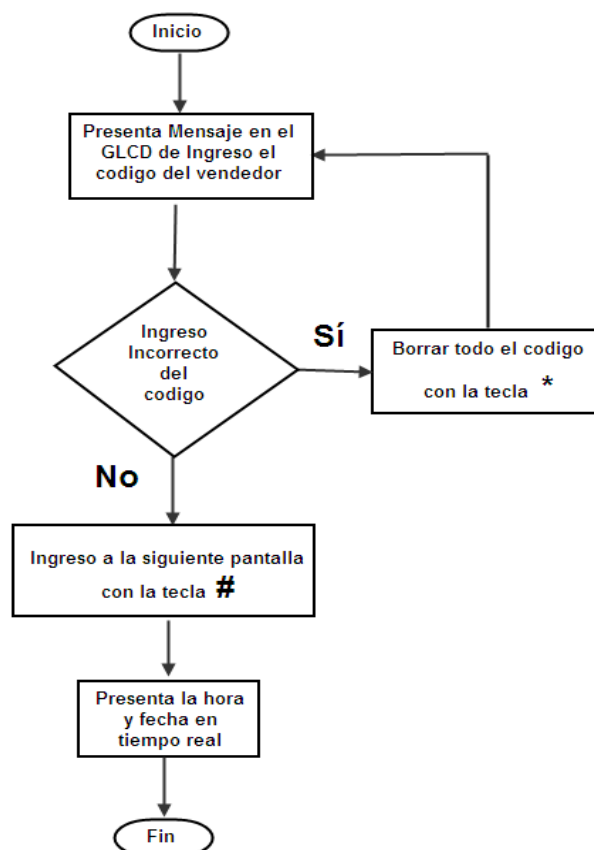 Inicio
Presenta Mensaje en el
GLCD de Ingreso el
codigo del vendedor
Ingreso
Incorrecto
del
codigo
Sí
Borrar todo el codigo
con la tecla *
No
Ingreso a la siguiente pantalla
con la tecla #
Presenta la hora
y fecha en
tiempo real
Fin